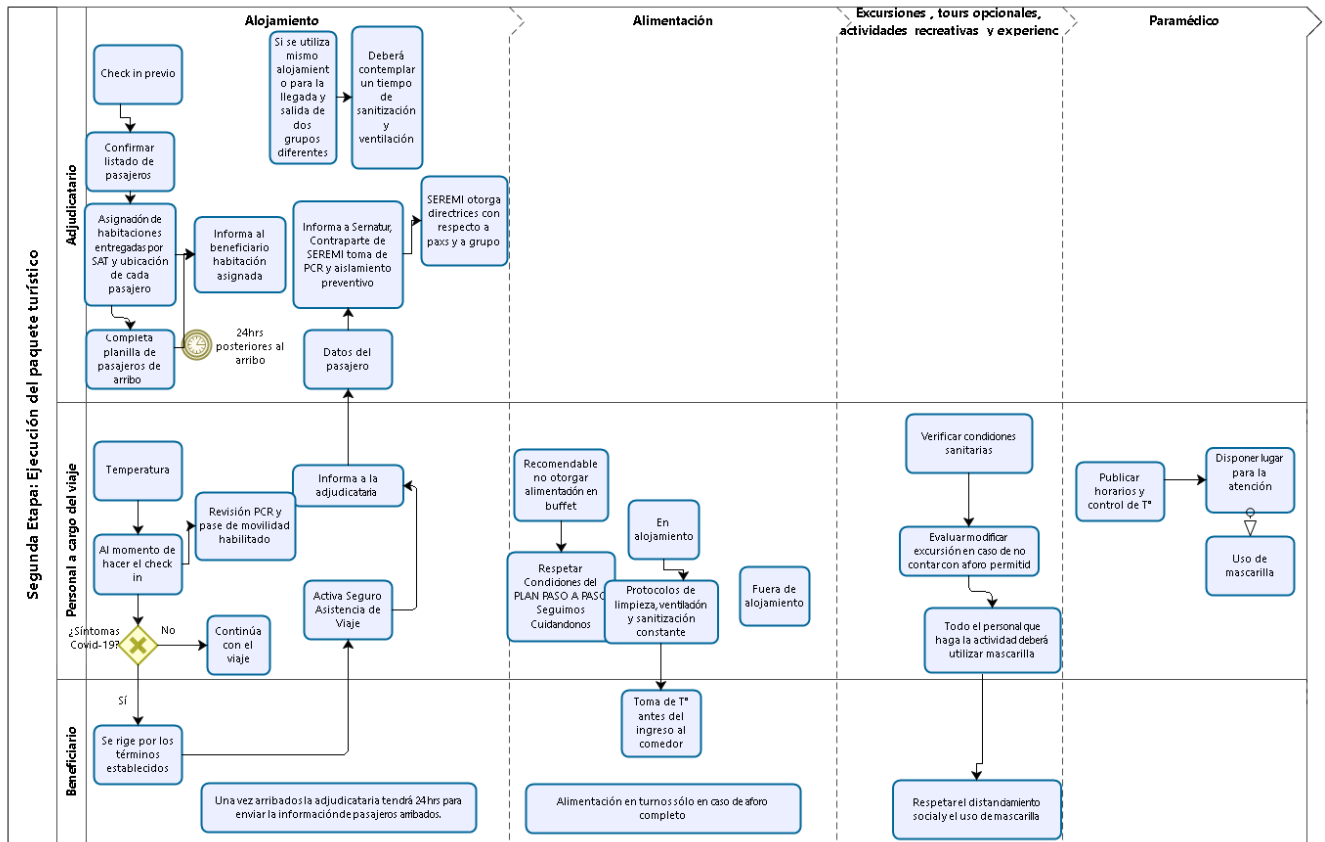 Segunda Etapa: Ejecución del paquete turístico
Alojamiento
Alimentación
Excursiones , tours opcionales,
actividades recreativas y experienc
Paramédico
Adjudicatario
Check in previo
Confirmar
listado de
pasajeros
Asignación de
habitaciones
entregadas por
SAT y ubicación
de cada
pasajero
Completa
planilla de
pasajeros de
arribo
Informa al
beneficiario
habitación
asignada
24hrs
posteriores al
arribo
Si se utiliza
mismo
alojamient
o para la
llegada y
salida de
dos
grupos
diferentes
Deberá
contemplar
un tiempo
de
sanitización
y
ventilación
Informa a Sernatur,
Contraparte de
SEREMI toma de
PCR y aislamiento
preventivo
SEREMI otorga
directrices con
respecto a
paxs y a grupo
Datos del
pasajero
Personal a cargo del viaje
Temperatura
Al momento de
hacer el check
in
Revisión PCR y
pase de movilidad
habilitado
Informa a la
adjudicataria
¿Síntomas
Covid-19?
No
Continúa
con el
viaje
Activa Seguro
Asistencia de
Viaje
Sí
Recomendable
no otorgar
alimentación en
buffet
Respetar
Condiciones del
PLAN PASO A PASO
Seguimos
Cuidandonos
En
alojamiento
Protocolos de
limpieza, ventilación
y sanitización
constante
Fuera de
alojamiento
Verificar condiciones
sanitarias
Evaluar modificar
excursión en caso de no
contar con aforo permitid
Todo el personal que
haga la actividad deberá
utilizar mascarilla
Publicar
horarios y
control de T°
Disponer lugar
para la
atención
Uso de
mascarilla
Beneficiario
Se rige por los
términos
establecidos
Una vez arribados la adjudicataria tendrá 24 hrs para
enviar la información de pasajeros arribados.
Toma de T°
antes del
ingreso al
comedor
Alimentación en turnos sólo en caso de aforo
completo
Respetar el distanciamiento
social y el uso de mascarilla